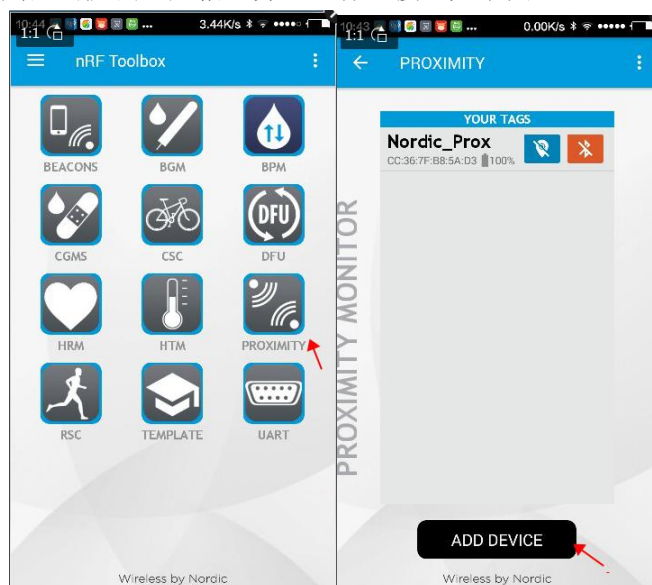 10:44
... 3.44K/s
1:1
nRF Toolbox
BEACONS BGM BPM
CGMS CSC DFU
DFU
HRM HTM PROXIMITY
RSC TEMPLATE UART
Wireless by Nordic
10:43
... 0.00K/s
1:1
PROXIMITY
YOUR TAGS
Nordic_Prox
CC:36:7F:B8:5A:D3 100%
PROXIMITY MONITOR
ADD DEVICE
Wireless by Nordic